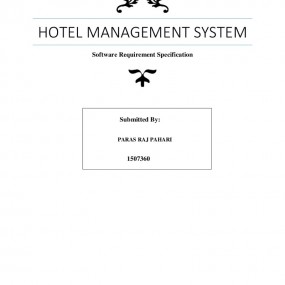 HOTEL MANAGEMENT SYSTEM
Software Requirement Specification
Submitted By:
PARAS RAJ PAHARI
1507360